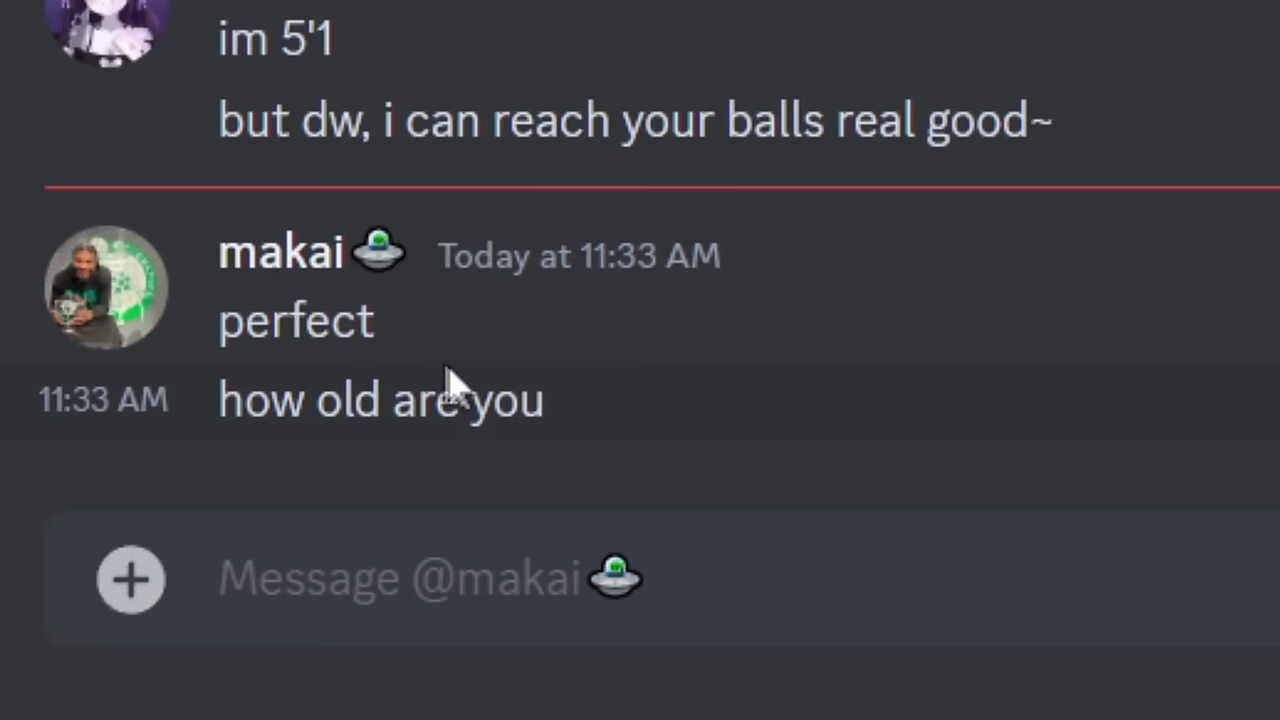 im 5'1
but dw, i can reach your balls real good~
makai🛸 Today at 11:33 AM
perfect
11:33 AM how old are you
Message @makai🛸